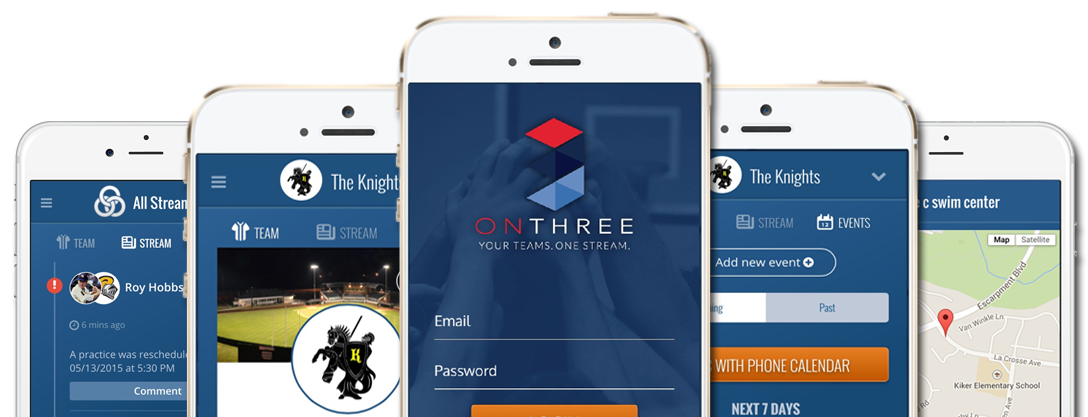 All Stream
TEAM
STREAM
Roy Hobbs
6 mins ago
A practice was reschedule
05/13/2015 at 5:30 PM
Comment
The Knight
TEAM
STREAM
K
ONTHREE
YOUR TEAMS. ONE STREAM.
Email
Password
The Knights
STREAM
12
EVENTS
Add new event
Past
WITH PHONE CALENDAR
NEXT 7 DAYS
c swim center
Map
Satellite
Escarpment Blvd
Van Winkle Ln
La Crosse Ave
Kiker Elementary School